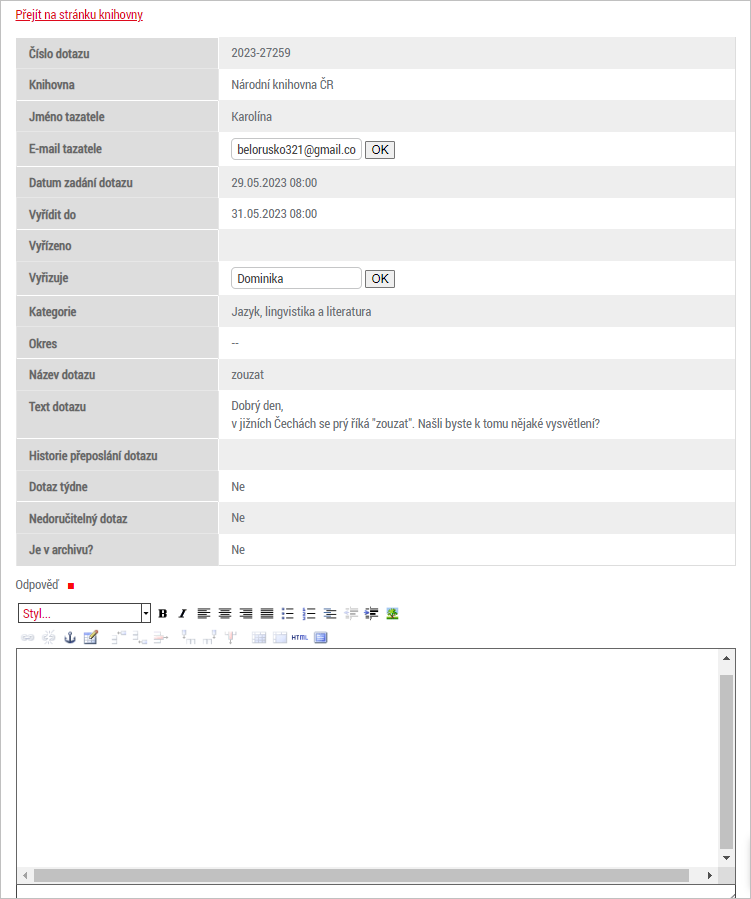 Přejít na stránku knihovny
Číslo dotazu 2023-27259
Knihovna Národní knihovna ČR
Jméno tazatele Karolína
E-mail tazatele belorusko321@gmail.co OK
Datum zadání dotazu 29.05.2023 08:00
Vyřídit do 31.05.2023 08:00
Vyřízeno
Vyřizuje Dominika OK
Kategorie Jazyk, lingvistika a literatura
Okres --
Název dotazu zouzat
Text dotazu Dobrý den,
v jižních Čechách se prý říká "zouzat". Našli byste k tomu nějaké vysvětlení?
Historie přeposlání dotazu
Dotaz týdne Ne
Nedoručitelný dotaz Ne
Je v archivu? Ne
Odpověď
Styl... B I
HTML